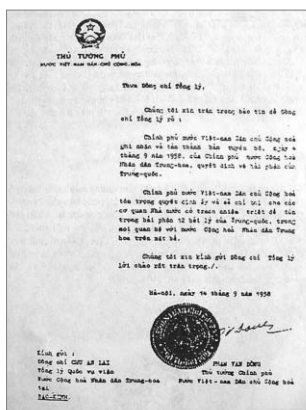 THỦ TƯỚNG PHỦ
NƯỚC VIỆT NAM DÂN CHỦ CỘNG HÒA
Thưa Đồng chí Tổng lý,
Chúng tôi xin trân trọng báo tin để Đồng
chí Tổng lý rõ :
Chính phủ nước Việt-nam Dân chủ Cộng hoà
ghi nhận và tán thành bản tuyên bố, ngày 4
tháng 9 năm 1958, của Chính phủ nước Cộng hoà
Nhân dân Trung-hoa, quyết định về hải phận của
Trung-quốc.
Chính phủ nước Việt-nam Dân chủ Cộng hoà
tôn trọng quyết định ấy và sẽ chỉ thị cho các
cơ quan Nhà nước có trách nhiệm triệt để tôn
trọng hải phận 12 hải lý của Trung-quốc, trong
mọi quan hệ với nước Cộng hoà Nhân dân Trung
hoa trên mặt bể.
Chúng tôi xin kính gửi Đồng chí Tổng lý
lời chào rất trân trọng./.
Hà-nội, ngày 14 tháng 9 năm 1958
Kính gửi :
Đồng chí CHU AN LAI
Tổng lý Quốc vụ viện
Nước Cộng hoà Nhân dân Trung-hoa
tại
BẮC-KINH.
PHẠM VĂN ĐỒNG
Thủ tướng Chính phủ
Nước Việt-nam Dân chủ Cộng hoà